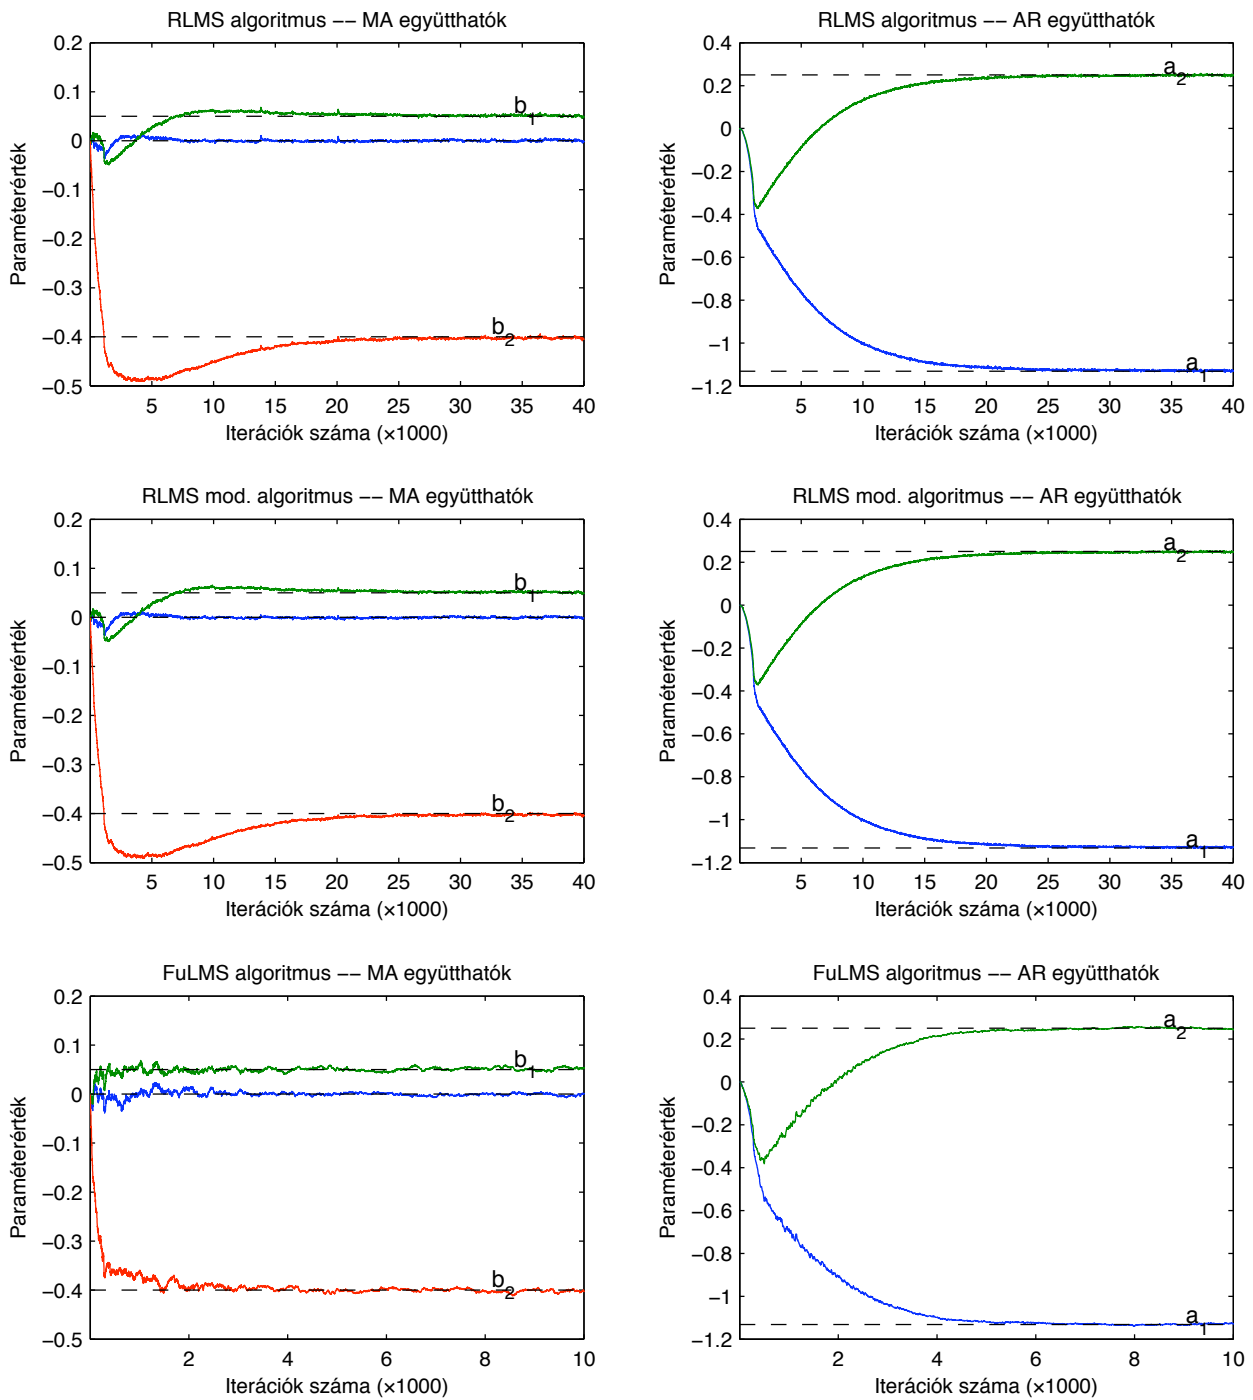 RLMS algoritmus −− MA együtthatók
Paraméterérték
0.2
0.1
0
−0.1
−0.2
−0.3
−0.4
−0.5
b1
b2
5 10 15 20 25 30 35 40
Iterációk száma (×1000)
RLMS algoritmus −− AR együtthatók
Paraméterérték
0.4
0.2
0
−0.2
−0.4
−0.6
−0.8
−1
−1.2
a2
a1
5 10 15 20 25 30 35 40
Iterációk száma (×1000)
RLMS mod. algoritmus −− MA együtthatók
Paraméterérték
0.2
0.1
0
−0.1
−0.2
−0.3
−0.4
−0.5
b1
b2
5 10 15 20 25 30 35 40
Iterációk száma (×1000)
RLMS mod. algoritmus −− AR együtthatók
Paraméterérték
0.4
0.2
0
−0.2
−0.4
−0.6
−0.8
−1
−1.2
a2
a1
5 10 15 20 25 30 35 40
Iterációk száma (×1000)
FuLMS algoritmus −− MA együtthatók
Paraméterérték
0.2
0.1
0
−0.1
−0.2
−0.3
−0.4
−0.5
b1
b2
2 4 6 8 10
Iterációk száma (×1000)
FuLMS algoritmus −− AR együtthatók
Paraméterérték
0.4
0.2
0
−0.2
−0.4
−0.6
−0.8
−1
−1.2
a2
a1
2 4 6 8 10
Iterációk száma (×1000)